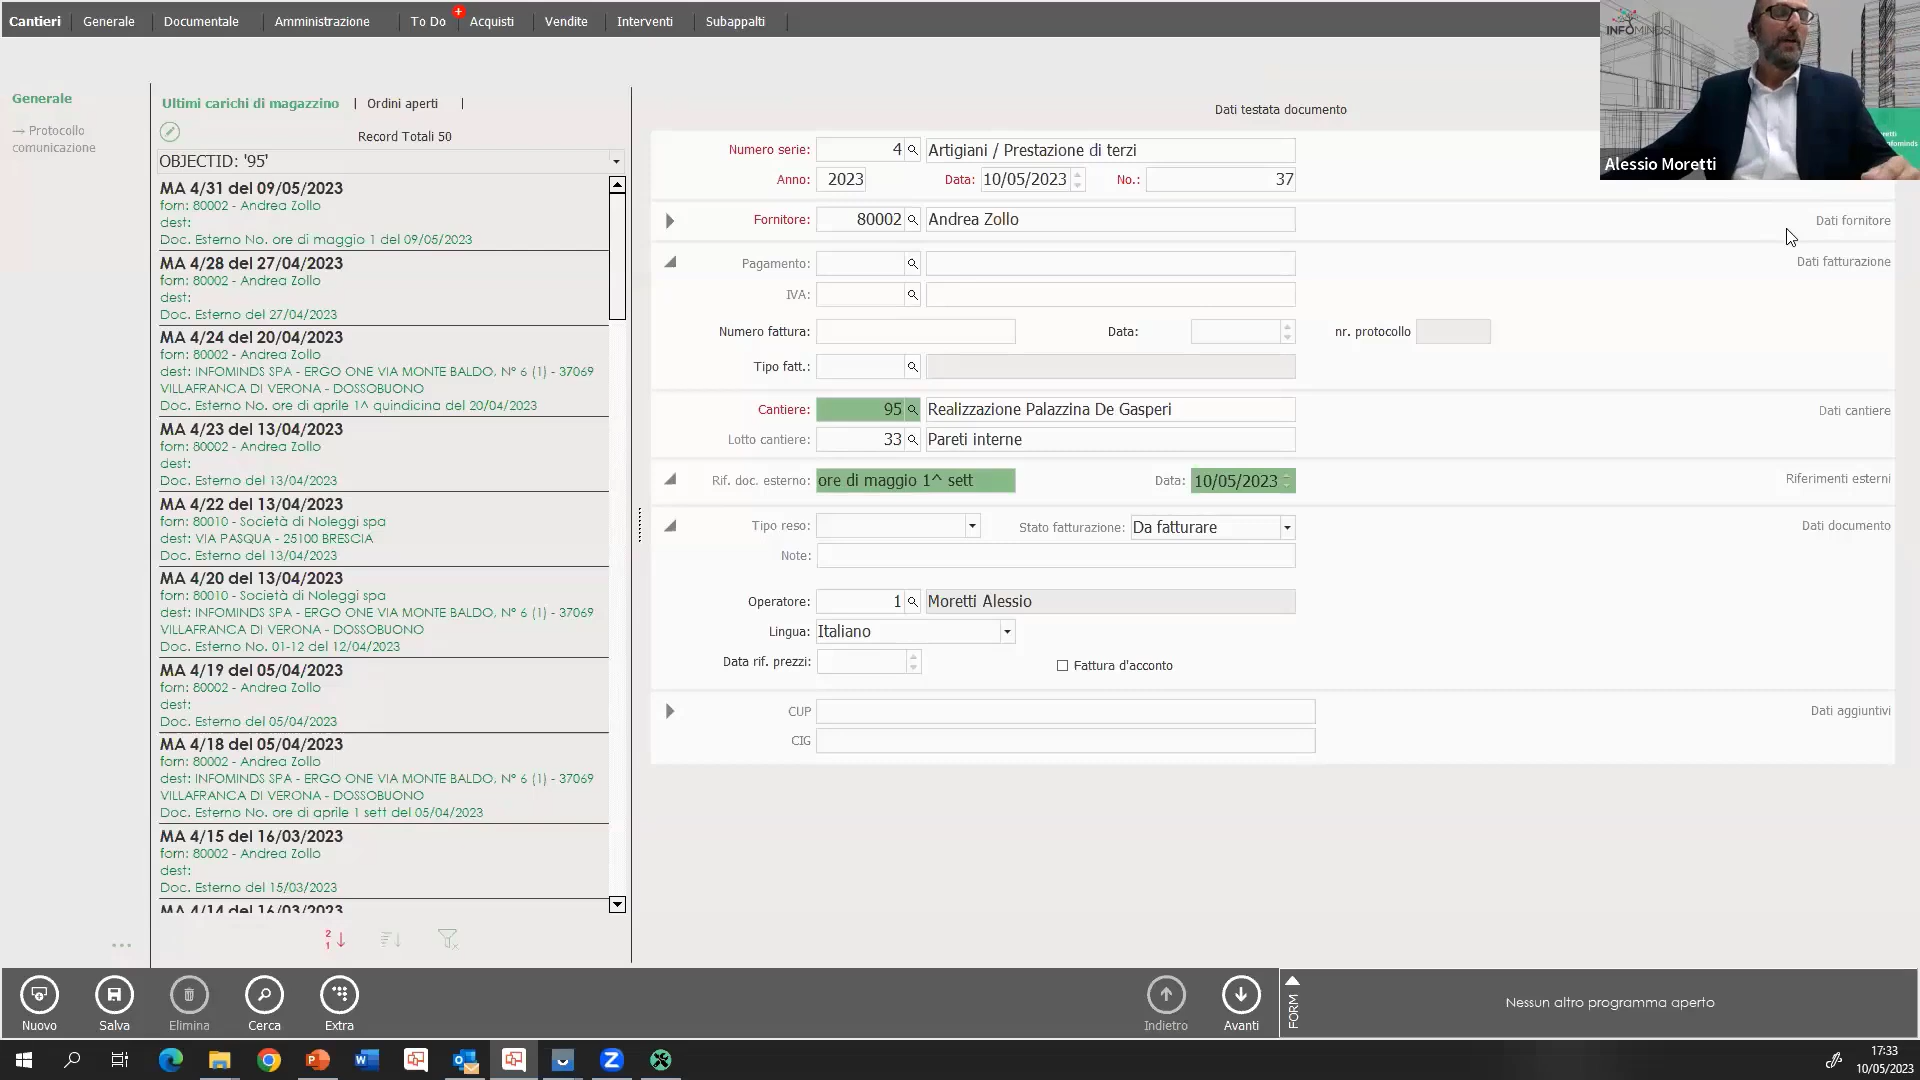 Cantieri Generale Documentale Amministrazione To Do Acquisti Vendite Interventi Subappalti
INFOMINDS
Alessio Moretti
Generale
→ Protocollo comunicazione
Ultimi carichi di magazzino | Ordini aperti |
Record Totali 50
OBJECTID: '95'
MA 4/31 del 09/05/2023
forn: 80002 - Andrea Zollo
dest:
Doc. Esterno No. ore di maggio 1 del 09/05/2023
MA 4/28 del 27/04/2023
forn: 80002 - Andrea Zollo
dest:
Doc. Esterno del 27/04/2023
MA 4/24 del 20/04/2023
forn: 80002 - Andrea Zollo
dest: INFOMINDS SPA - ERGO ONE VIA MONTE BALDO, N° 6 (1) - 37069
VILLAFRANCA DI VERONA - DOSSOBUONO
Doc. Esterno No. ore di aprile 1^ quindicina del 20/04/2023
MA 4/23 del 13/04/2023
forn: 80002 - Andrea Zollo
dest:
Doc. Esterno del 13/04/2023
MA 4/22 del 13/04/2023
forn: 80010 - Società di Noleggi spa
dest: VIA PASQUA - 25100 BRESCIA
Doc. Esterno del 13/04/2023
MA 4/20 del 13/04/2023
forn: 80010 - Società di Noleggi spa
dest: INFOMINDS SPA - ERGO ONE VIA MONTE BALDO, N° 6 (1) - 37069
VILLAFRANCA DI VERONA - DOSSOBUONO
Doc. Esterno No. 01-12 del 12/04/2023
MA 4/19 del 05/04/2023
forn: 80002 - Andrea Zollo
dest:
Doc. Esterno del 05/04/2023
MA 4/18 del 05/04/2023
forn: 80002 - Andrea Zollo
dest: INFOMINDS SPA - ERGO ONE VIA MONTE BALDO, N° 6 (1) - 37069
VILLAFRANCA DI VERONA - DOSSOBUONO
Doc. Esterno No. ore di aprile 1 sett del 05/04/2023
MA 4/15 del 16/03/2023
forn: 80002 - Andrea Zollo
dest:
Doc. Esterno del 15/03/2023
MA 4/14 del 16/03/2023
Dati testata documento
Numero serie: 4 Artigiani / Prestazione di terzi
Anno: 2023 Data: 10/05/2023 No.: 37
Fornitore: 80002 Andrea Zollo Dati fornitore
Pagamento: Dati fatturazione
IVA:
Numero fattura: Data: nr. protocollo
Tipo fatt.:
Cantiere: 95 Realizzazione Palazzina De Gasperi Dati cantiere
Lotto cantiere: 33 Pareti interne
Rif. doc. esterno: ore di maggio 1^ sett Data: 10/05/2023 Riferimenti esterni
Tipo reso: Stato fatturazione: Da fatturare Dati documento
Note:
Operatore: 1 Moretti Alessio
Lingua: Italiano
Data rif. prezzi: Fattura d'acconto
CUP Dati aggiuntivi
CIG
Nuovo Salva Elimina Cerca Extra Indietro Avanti FORM Nessun altro programma aperto
17:33
10/05/2023